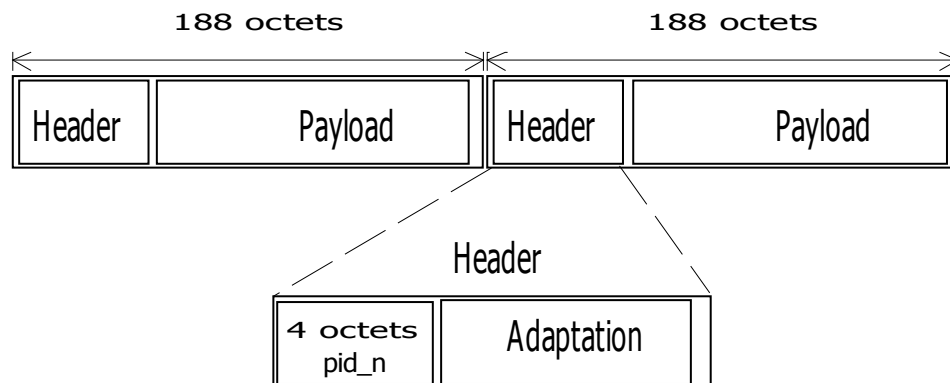 188 octets
188 octets
Header
Payload
Header
Payload
Header
4 octets
pid_n
Adaptation